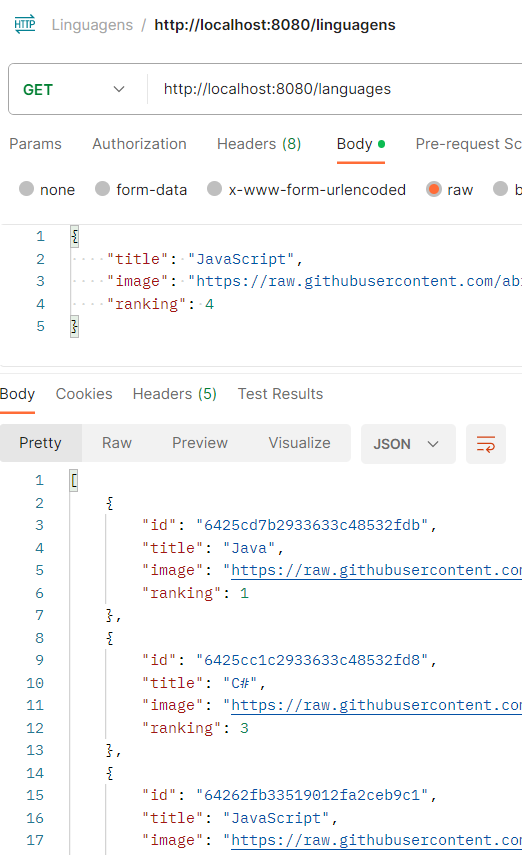 HTTP Linguagens / http://localhost:8080/linguagens
GET http://localhost:8080/languages
Params Authorization Headers (8) Body Pre-request Sc
none form-data x-www-form-urlencoded raw b
1 {
2 "title": "JavaScript",
3 "image": "https://raw.githubusercontent.com/ab
4 "ranking": 4
5 }
Body Cookies Headers (5) Test Results
Pretty Raw Preview Visualize JSON
1 [
2 {
3 "id": "6425cd7b2933633c48532fdb",
4 "title": "Java",
5 "image": "https://raw.githubusercontent.com
6 "ranking": 1
7 },
8 {
9 "id": "6425cc1c2933633c48532fd8",
10 "title": "C#",
11 "image": "https://raw.githubusercontent.com
12 "ranking": 3
13 },
14 {
15 "id": "64262fb33519012fa2ceb9c1",
16 "title": "JavaScript",
17 "image": "https://raw.githubusercontent.com